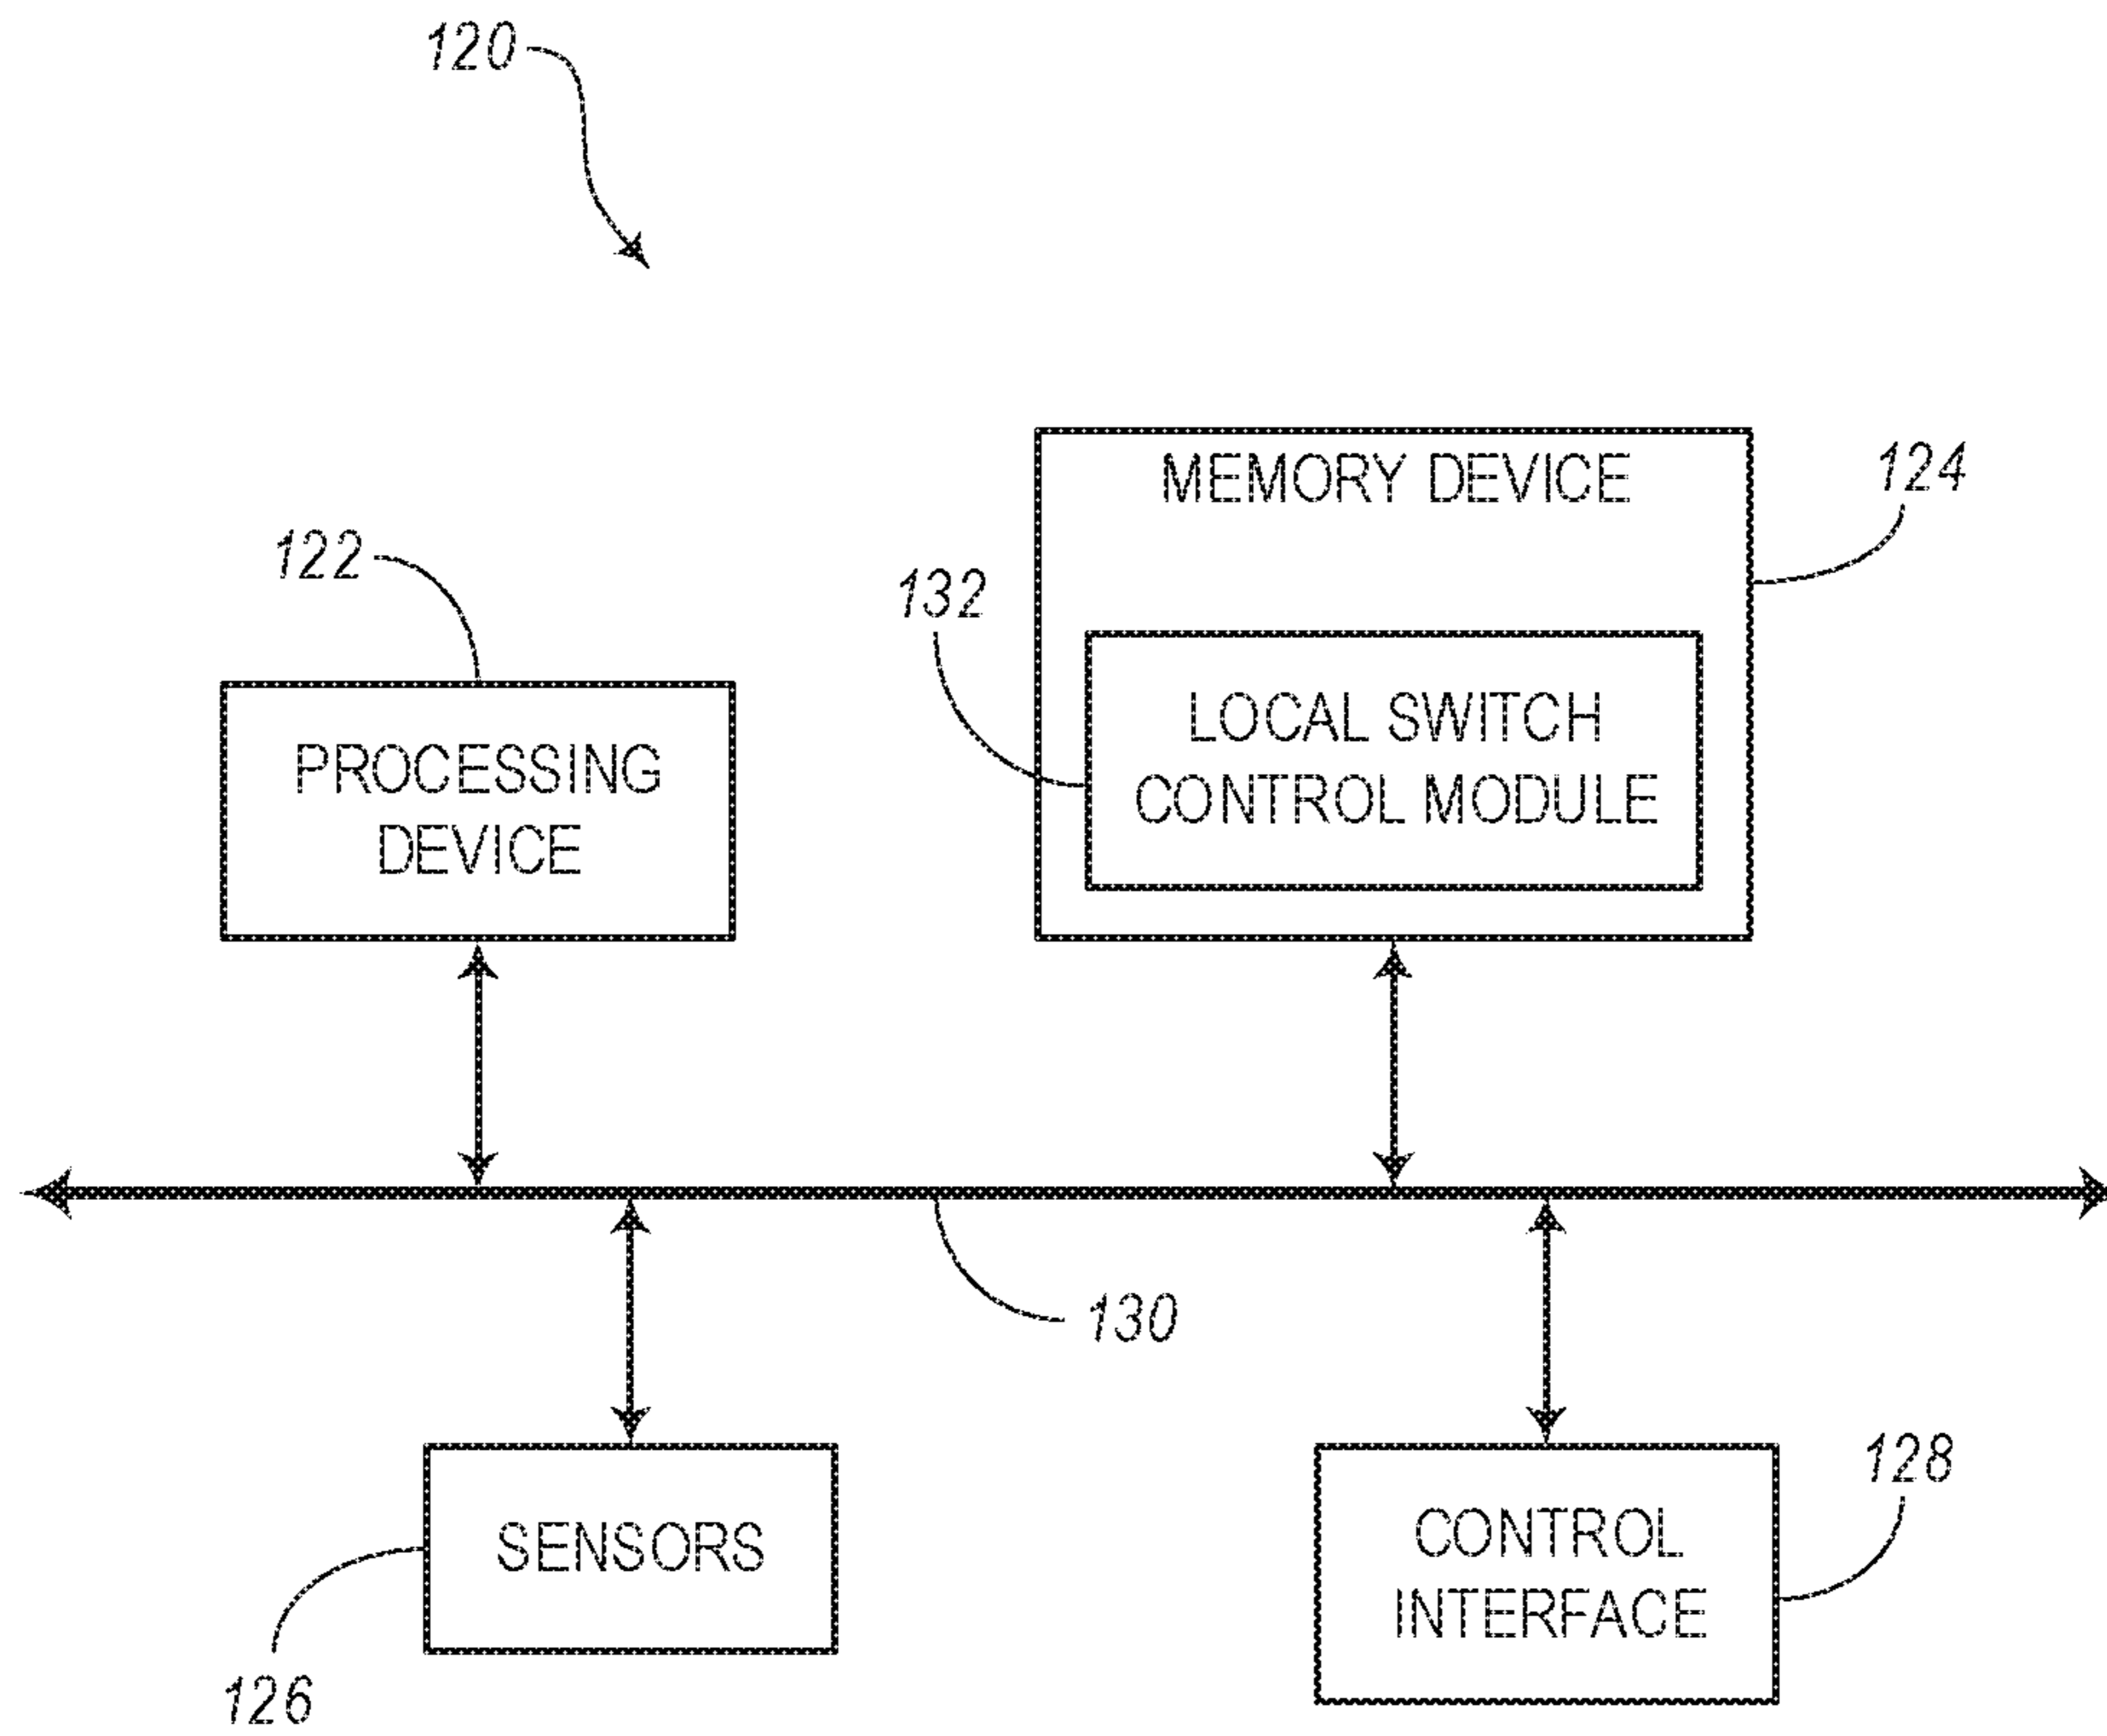 120
MEMORY DEVICE
124
122
132
LOCAL SWITCH
CONTROL MODULE
PROCESSING
DEVICE
130
SENSORS
126
128
CONTROL
INTERFACE